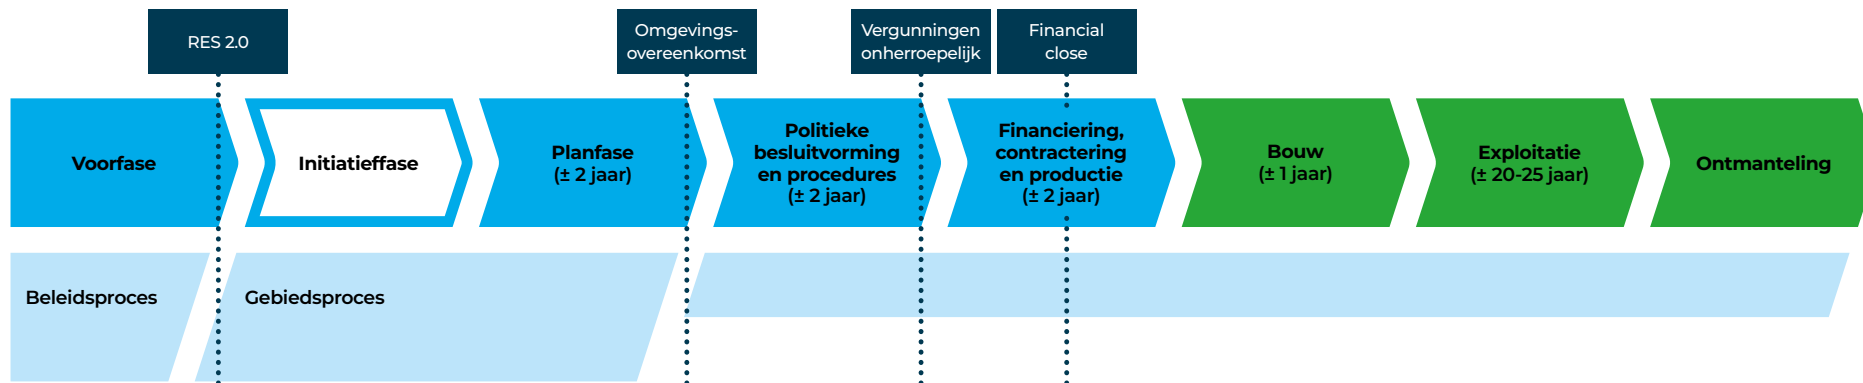 RES 2.0
Omgevings-
overeenkomst
Vergunningen
onherroepelijk
Financial
close
Voorfase
Initiatieffase
Planfase
(± 2 jaar)
Politieke
besluitvorming
en procedures
(± 2 jaar)
Financiering,
contractering
en productie
(± 2 jaar)
Bouw
(± 1 jaar)
Exploitatie
(± 20-25 jaar)
Ontmanteling
Beleidsproces
Gebiedsproces